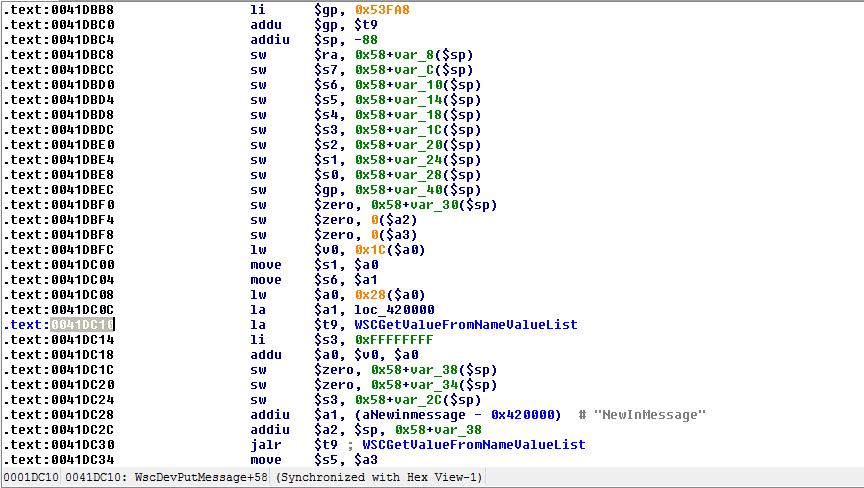 .text:0041DBB8 li $gp, 0x53FA8
.text:0041DBC0 addu $gp, $t9
.text:0041DBC4 addiu $sp, -88
.text:0041DBC8 sw $ra, 0x58+var_8($sp)
.text:0041DBCC sw $s7, 0x58+var_C($sp)
.text:0041DBD0 sw $s6, 0x58+var_10($sp)
.text:0041DBD4 sw $s5, 0x58+var_14($sp)
.text:0041DBD8 sw $s4, 0x58+var_18($sp)
.text:0041DBDC sw $s3, 0x58+var_1C($sp)
.text:0041DBE0 sw $s2, 0x58+var_20($sp)
.text:0041DBE4 sw $s1, 0x58+var_24($sp)
.text:0041DBE8 sw $s0, 0x58+var_28($sp)
.text:0041DBEC sw $gp, 0x58+var_40($sp)
.text:0041DBF0 sw $zero, 0x58+var_30($sp)
.text:0041DBF4 sw $zero, 0($a2)
.text:0041DBF8 sw $zero, 0($a3)
.text:0041DBFC lw $v0, 0x1C($a0)
.text:0041DC00 move $s1, $a0
.text:0041DC04 move $s6, $a1
.text:0041DC08 lw $a0, 0x28($a0)
.text:0041DC0C la $a1, loc_420000
.text:0041DC10 la $t9, WSCGetValueFromNameValueList
.text:0041DC14 li $s3, 0xFFFFFFFF
.text:0041DC18 addu $a0, $v0, $a0
.text:0041DC1C sw $zero, 0x58+var_38($sp)
.text:0041DC20 sw $zero, 0x58+var_34($sp)
.text:0041DC24 sw $s3, 0x58+var_2C($sp)
.text:0041DC28 addiu $a1, (aNewinmessage - 0x420000) # "NewInMessage"
.text:0041DC2C addiu $a2, $sp, 0x58+var_38
.text:0041DC30 jalr $t9 ; WSCGetValueFromNameValueList
.text:0041DC34 move $s5, $a3
0001DC10 0041DC10: WscDevPutMessage+58 (Synchronized with Hex View-1)